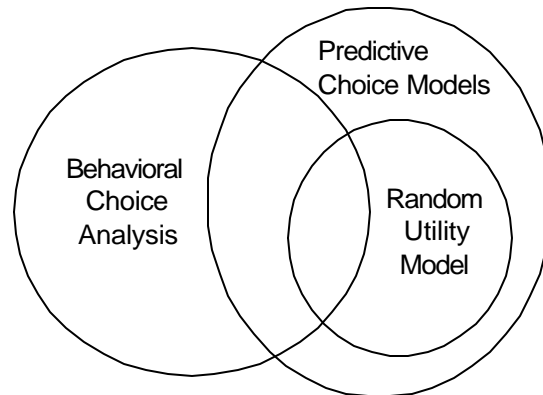 Predictive
Choice Models
Behavioral
Choice
Analysis
Random
Utility
Model